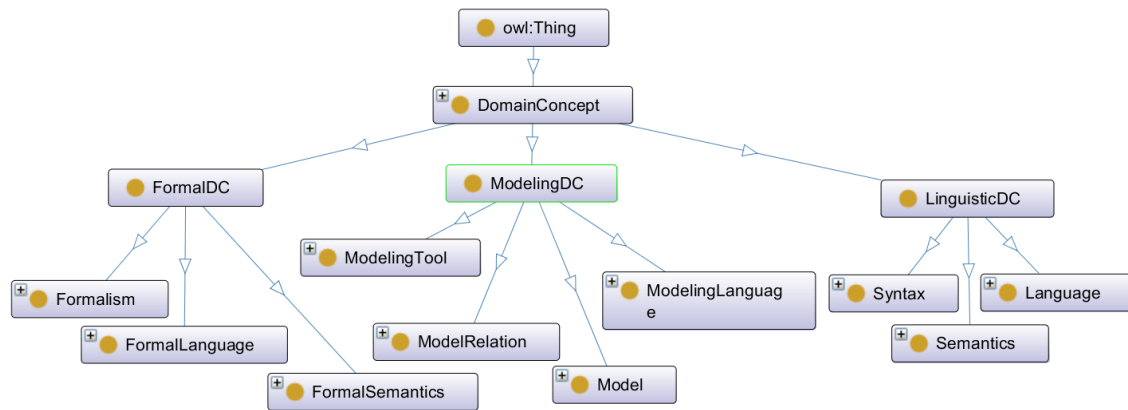 owl:Thing
DomainConcept
FormalDC
ModelingDC
LinguisticDC
ModelingTool
Formalism
ModelingLanguag
e
Syntax
Language
FormalLanguage
ModelRelation
Semantics
FormalSemantics
Model